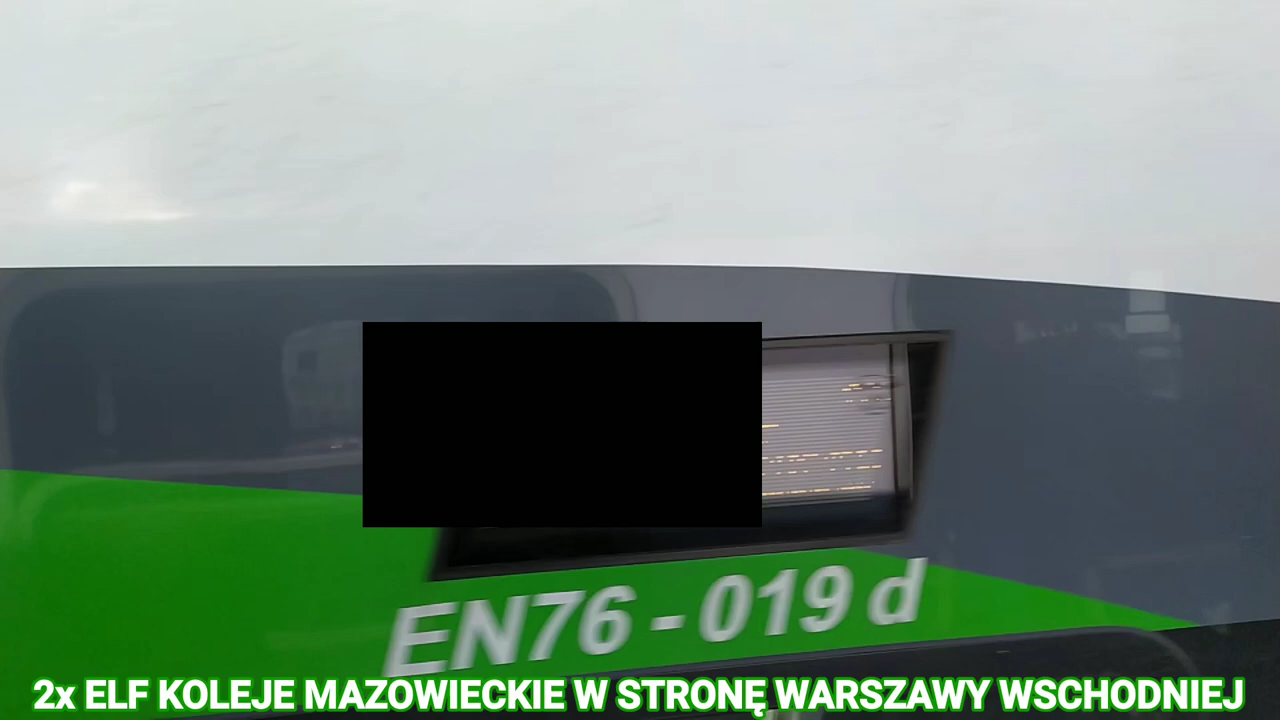 EN76 - 019 d
2x ELF KOLEJE MAZOWIECKIE W STRONĘ WARSZAWY WSCHODNIEJ